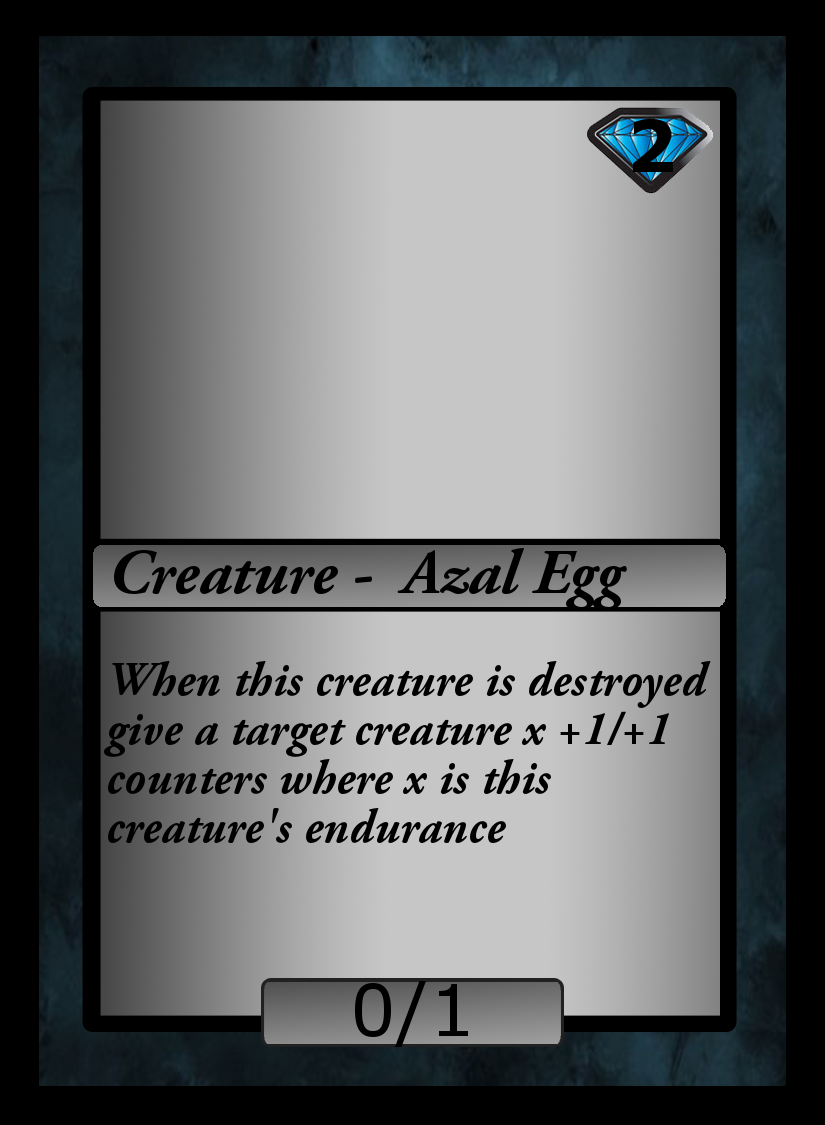 2
Creature - Azal Egg
When this creature is destroyed
give a target creature x +1/+1
counters where x is this
creature's endurance
0/1